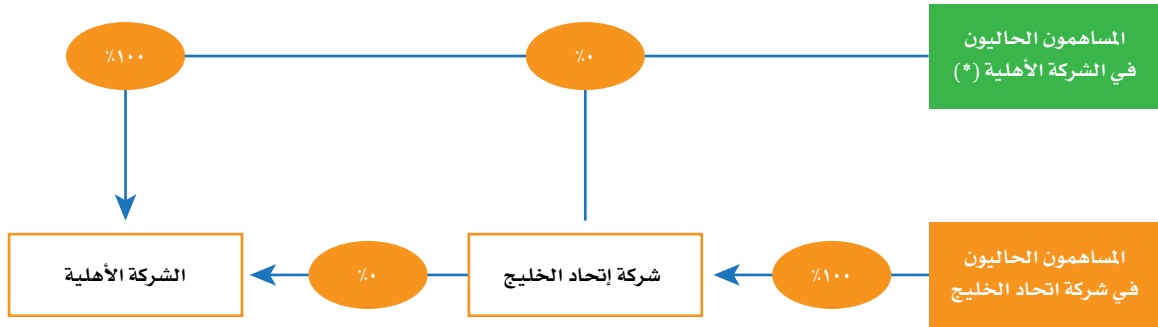 المساهمون الحاليون
في الشركة الأهلية (*)
٪٠
٪١٠٠
المساهمون الحاليون
في شركة اتحاد الخليج
٪١٠٠
شركة إتحاد الخليج
٪٠
الشركة الأهلية